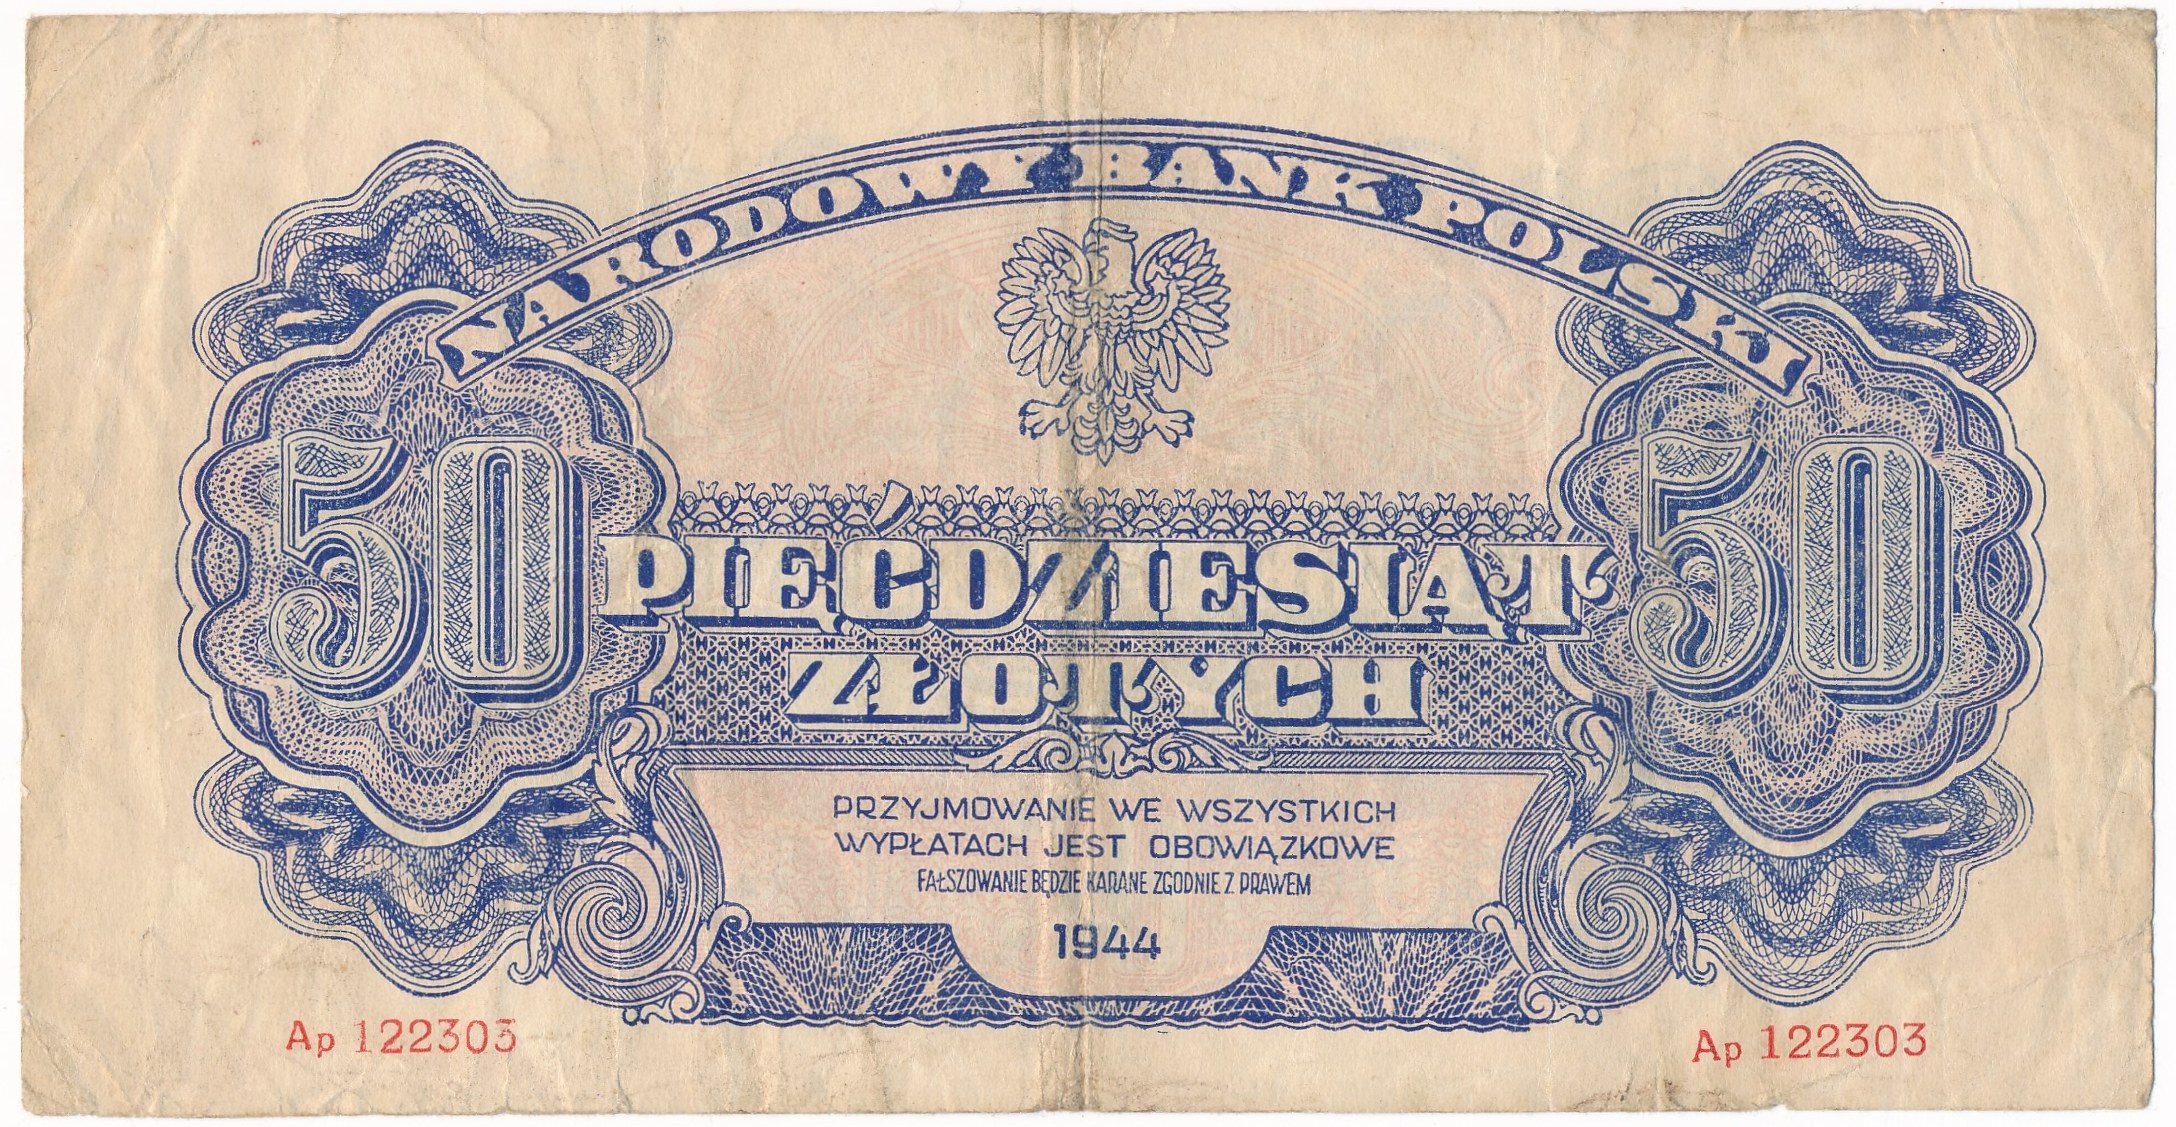 NARODOWY BANK POLSKI
50 50
PIĘĆDZIESIĄT
ZŁOTYCH
PRZYJMOWANIE WE WSZYSTKICH
WYPŁATACH JEST OBOWIĄZKOWE
FAŁSZOWANIE BĘDZIE KARANE ZGODNIE Z PRAWEM
1944
Ap 122303 Ap 122303